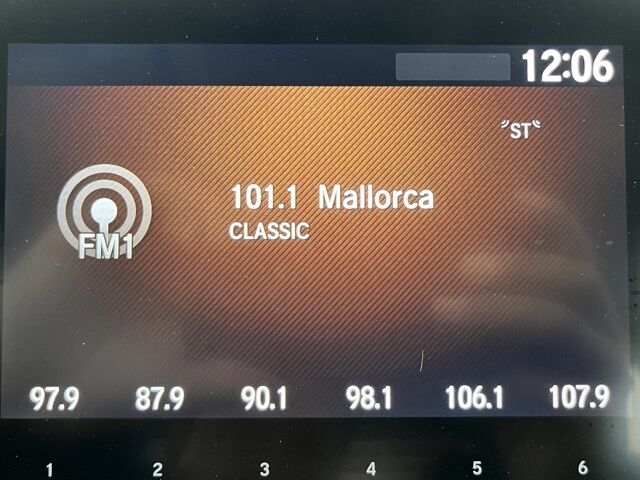 12:06
ST
101.1 Mallorca
CLASSIC
FM1
97.9 87.9 90.1 98.1 106.1 107.9
1 2 3 4 5 6